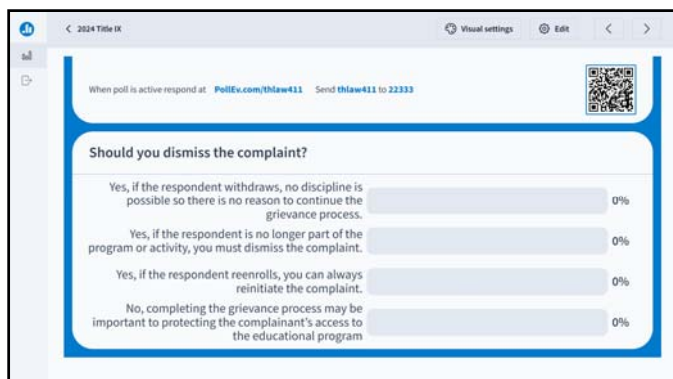 2024 Title IX
Visual settings
Edit
When poll is active respond at PollEv.com/thlaw411 Send thlaw411 to 22333
Should you dismiss the complaint?
Yes, if the respondent withdraws, no discipline is
possible so there is no reason to continue the
grievance process.
0%
Yes, if the respondent is no longer part of the
program or activity, you must dismiss the complaint.
0%
Yes, if the respondent reenrolls, you can always
reinitiate the complaint.
0%
No, completing the grievance process may be
important to protecting the complainant's access to
the educational program
0%